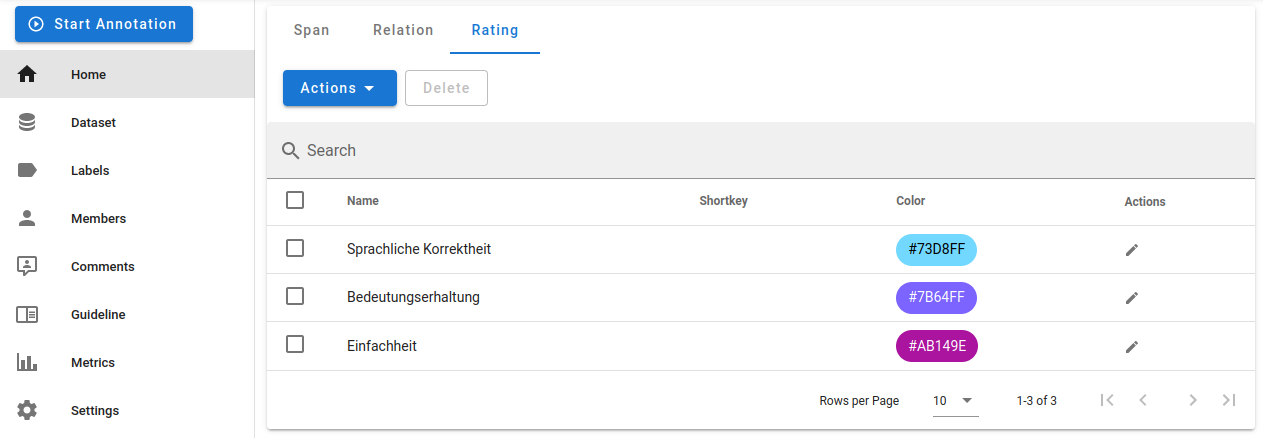 Start Annotation
Home
Dataset
Labels
Members
Comments
Guideline
Metrics
Settings
Span Relation Rating
Actions Delete
Search
Name Shortkey Color Actions
Sprachliche Korrektheit #73D8FF
Bedeutungserhaltung #7B64FF
Einfachheit #AB149E
Rows per Page 10 1-3 of 3